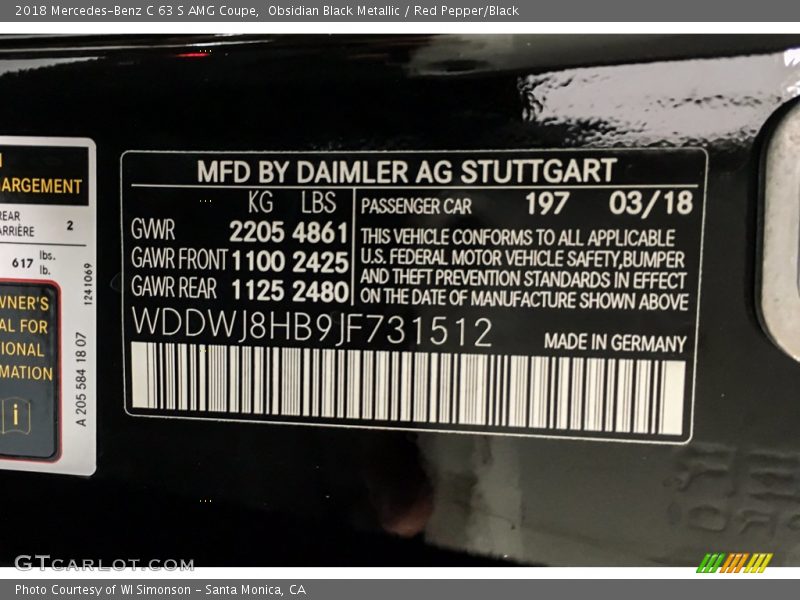 2018 Mercedes-Benz C 63 S AMG Coupe, Obsidian Black Metallic / Red Pepper/Black
ARGEMENT
REAR
ARRIÈRE 2
617 lbs.
lb.
OWNER'S
AL FOR
IONAL
MATION
i
1241069
A 205 584 18 07
MFD BY DAIMLER AG STUTTGART
KG LBS
GVWR 2205 4861
GAWR FRONT 1100 2425
GAWR REAR 1125 2480
PASSENGER CAR 197 03/18
THIS VEHICLE CONFORMS TO ALL APPLICABLE
U.S. FEDERAL MOTOR VEHICLE SAFETY,BUMPER
AND THEFT PREVENTION STANDARDS IN EFFECT
ON THE DATE OF MANUFACTURE SHOWN ABOVE
WDDWJ8HB9JF731512
MADE IN GERMANY
GTCARLOT.COM
Photo Courtesy of WI Simonson - Santa Monica, CA